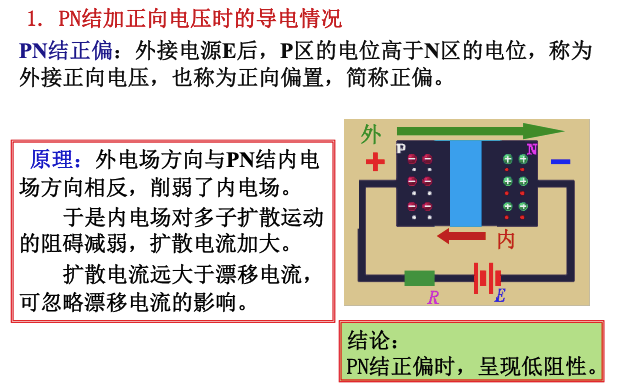 1. PN结加正向电压时的导电情况
PN结正偏：外接电源E后，P区的电位高于N区的电位，称为
外接正向电压，也称为正向偏置，简称正偏。
原理：外电场方向与PN结内电
场方向相反，削弱了内电场。
于是内电场对多子扩散运动
的阻碍减弱，扩散电流加大。
扩散电流远大于漂移电流，
可忽略漂移电流的影响。
外
P
N
+
−
内
R
E
结论：
PN结正偏时，呈现低阻性。